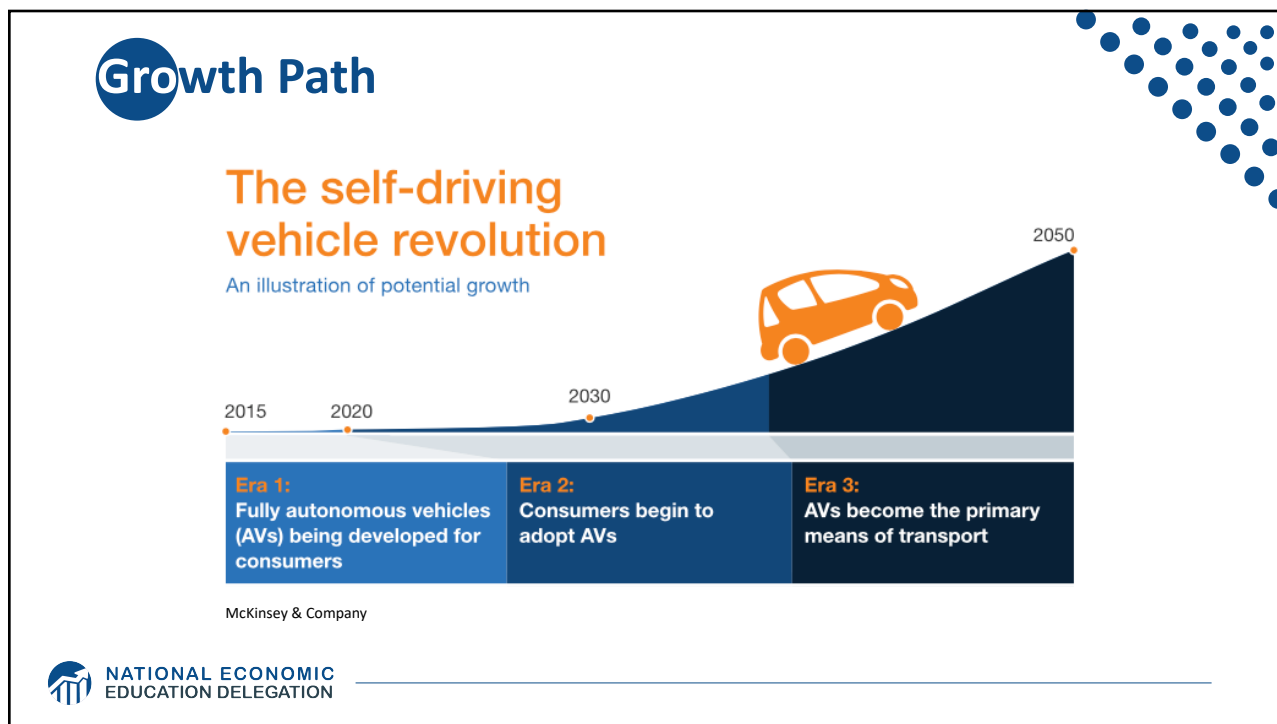 Growth Path
The self-driving
vehicle revolution
An illustration of potential growth
2015
2020
2030
2050
Era 1:
Fully autonomous vehicles
(AVs) being developed for
consumers
Era 2:
Consumers begin to
adopt AVs
Era 3:
AVs become the primary
means of transport
McKinsey & Company
NATIONAL ECONOMIC
EDUCATION DELEGATION